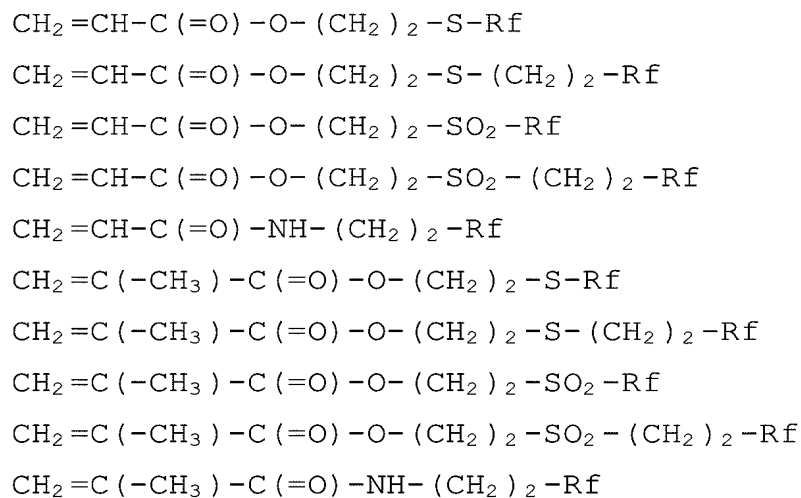 CH₂=CH-C(=O)-O-(CH₂)₂-S-Rf
CH₂=CH-C(=O)-O-(CH₂)₂-S-(CH₂)₂-Rf
CH₂=CH-C(=O)-O-(CH₂)₂-SO₂-Rf
CH₂=CH-C(=O)-O-(CH₂)₂-SO₂-(CH₂)₂-Rf
CH₂=CH-C(=O)-NH-(CH₂)₂-Rf
CH₂=C(-CH₃)-C(=O)-O-(CH₂)₂-S-Rf
CH₂=C(-CH₃)-C(=O)-O-(CH₂)₂-S-(CH₂)₂-Rf
CH₂=C(-CH₃)-C(=O)-O-(CH₂)₂-SO₂-Rf
CH₂=C(-CH₃)-C(=O)-O-(CH₂)₂-SO₂-(CH₂)₂-Rf
CH₂=C(-CH₃)-C(=O)-NH-(CH₂)₂-Rf